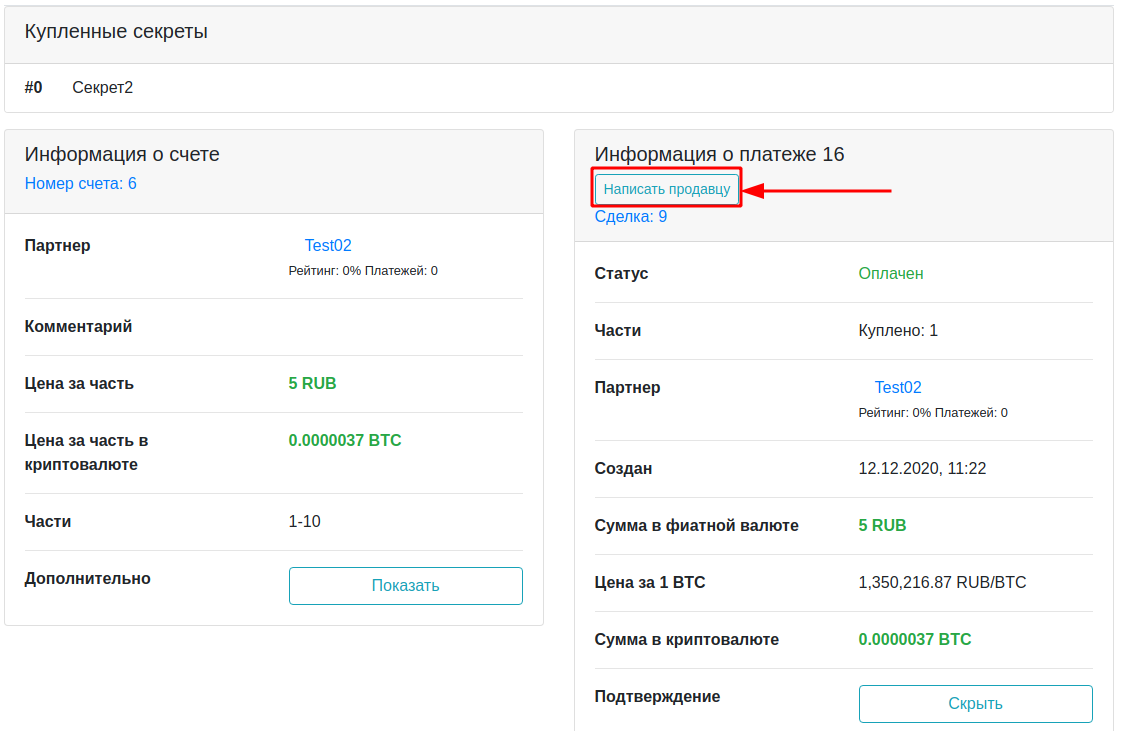 Купленные секреты
#0 Секрет2
Информация о счете
Номер счета: 6
Партнер Test02
Рейтинг: 0% Платежей: 0
Комментарий
Цена за часть 5 RUB
Цена за часть в 0.0000037 BTC
криптовалюте
Части 1-10
Дополнительно Показать
Информация о платеже 16
Написать продавцу
Сделка: 9
Статус Оплачен
Части Куплено: 1
Партнер Test02
Рейтинг: 0% Платежей: 0
Создан 12.12.2020, 11:22
Сумма в фиатной валюте 5 RUB
Цена за 1 BTC 1,350,216.87 RUB/BTC
Сумма в криптовалюте 0.0000037 BTC
Подтверждение Скрыть